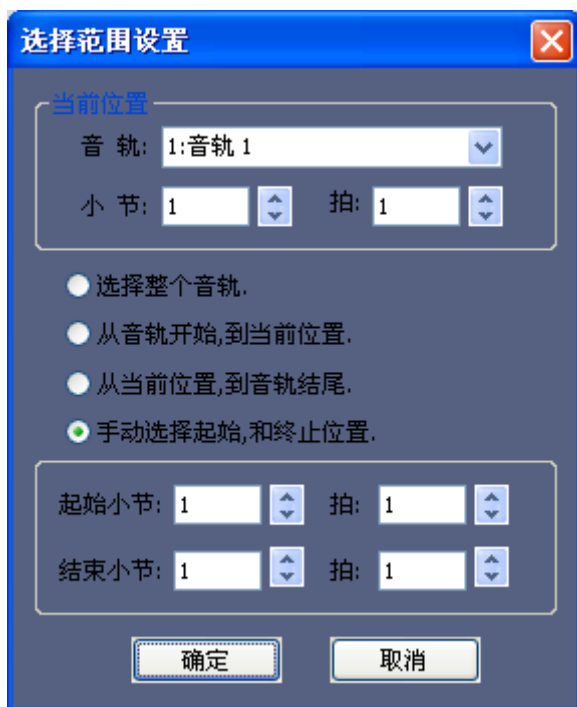 选择范围设置
当前位置
音 轨: 1:音轨 1
小 节: 1 拍: 1
选择整个音轨.
从音轨开始,到当前位置.
从当前位置,到音轨结尾.
手动选择起始,和终止位置.
起始小节: 1 拍: 1
结束小节: 1 拍: 1
确定 取消